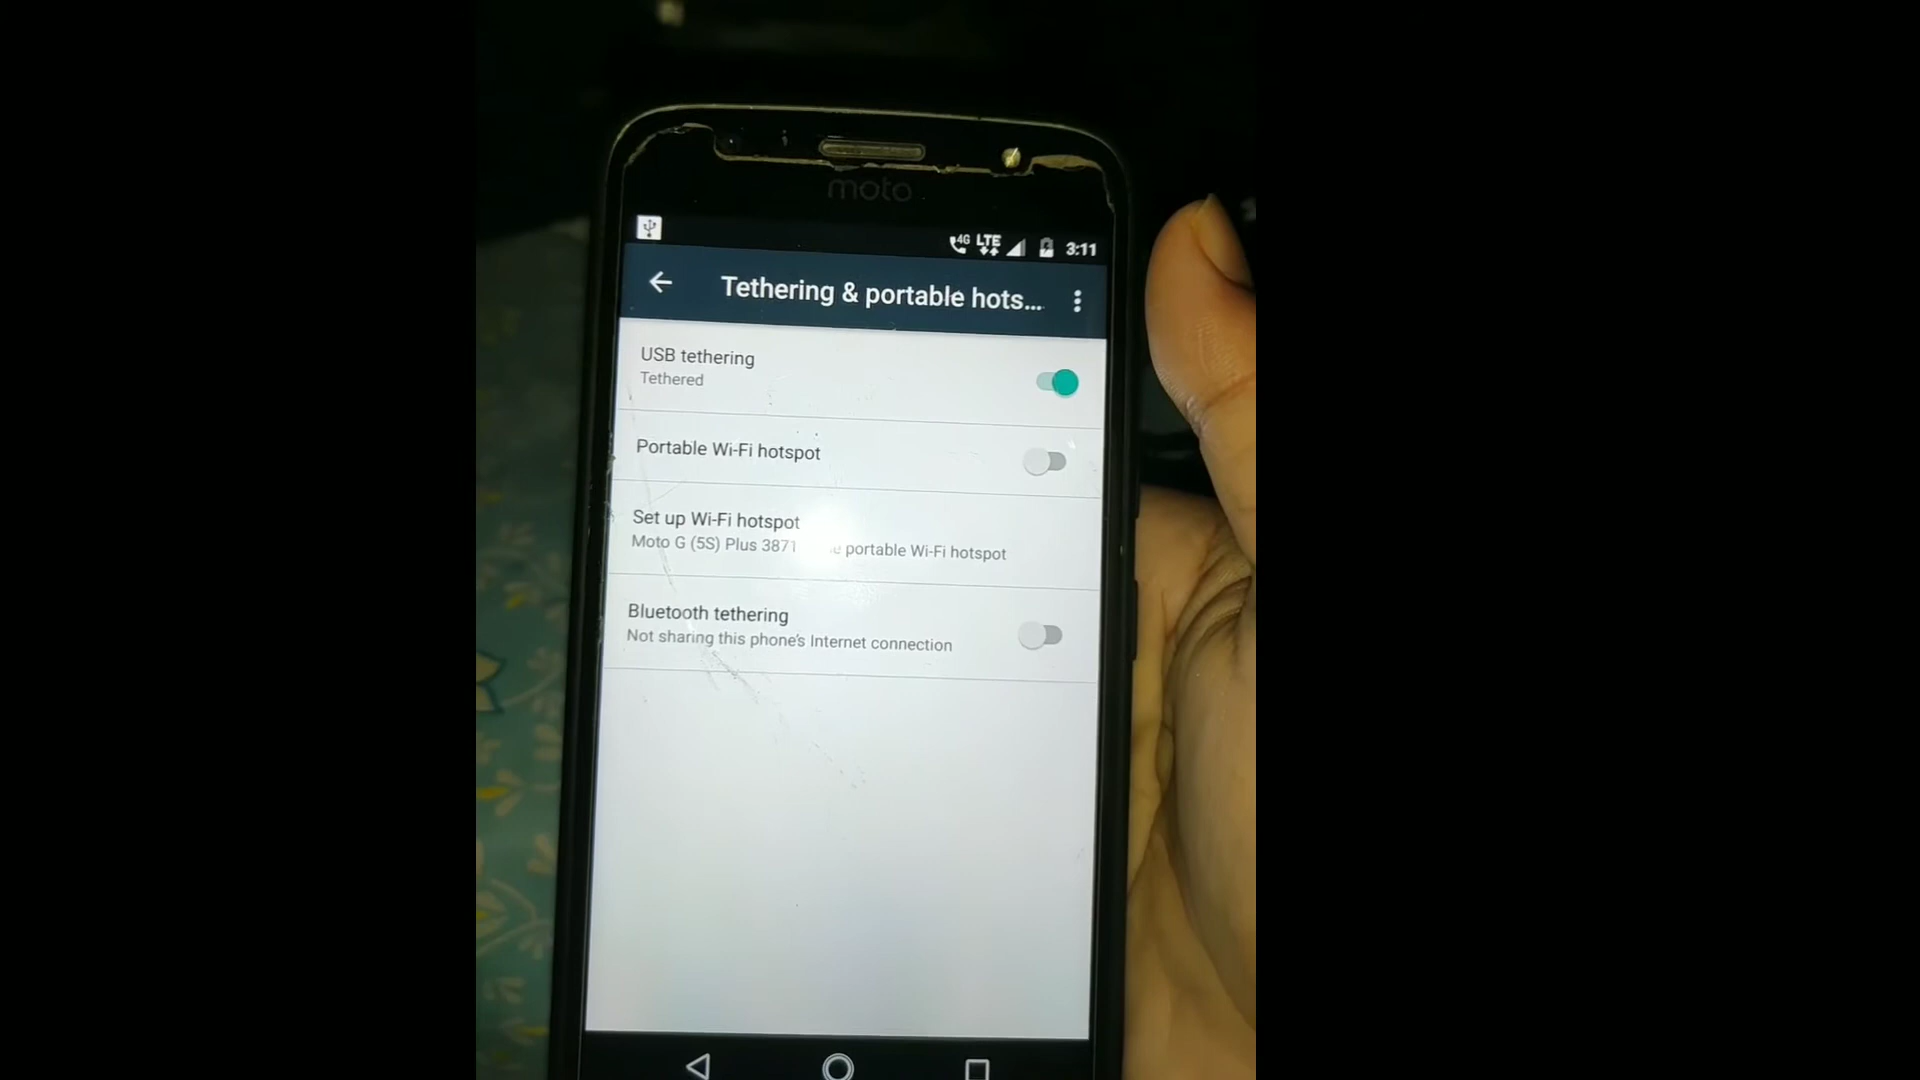 moto
4G LTE 3:11
Tethering & portable hots...
USB tethering
Tethered
Portable Wi-Fi hotspot
Set up Wi-Fi hotspot
Moto G (5S) Plus 3871 portable Wi-Fi hotspot
Bluetooth tethering
Not sharing this phone's Internet connection